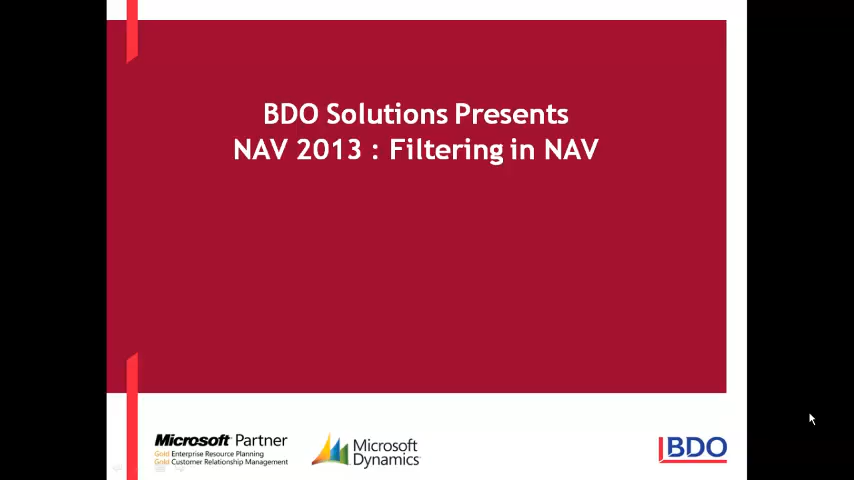 BDO Solutions Presents
NAV 2013 : Filtering in NAV
Microsoft Partner
Gold Enterprise Resource Planning
Gold Customer Relationship Management
Microsoft
Dynamics
BDO